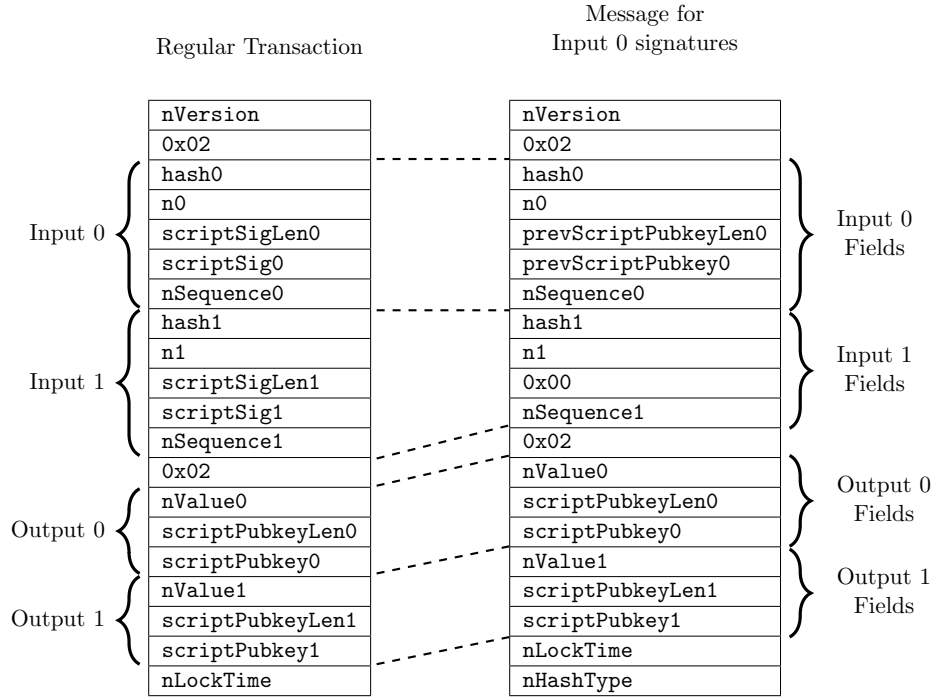 Regular Transaction
Message for
Input 0 signatures
nVersion
0x02
hash0
n0
scriptSigLen0
scriptSig0
nSequence0
hash1
n1
scriptSigLen1
scriptSig1
nSequence1
0x02
nValue0
scriptPubkeyLen0
scriptPubkey0
nValue1
scriptPubkeyLen1
scriptPubkey1
nLockTime
Input 0
Input 1
Output 0
Output 1
nVersion
0x02
hash0
n0
prevScriptPubkeyLen0
prevScriptPubkey0
nSequence0
hash1
n1
0x00
nSequence1
0x02
nValue0
scriptPubkeyLen0
scriptPubkey0
nValue1
scriptPubkeyLen1
scriptPubkey1
nLockTime
nHashType
Input 0
Fields
Input 1
Fields
Output 0
Fields
Output 1
Fields